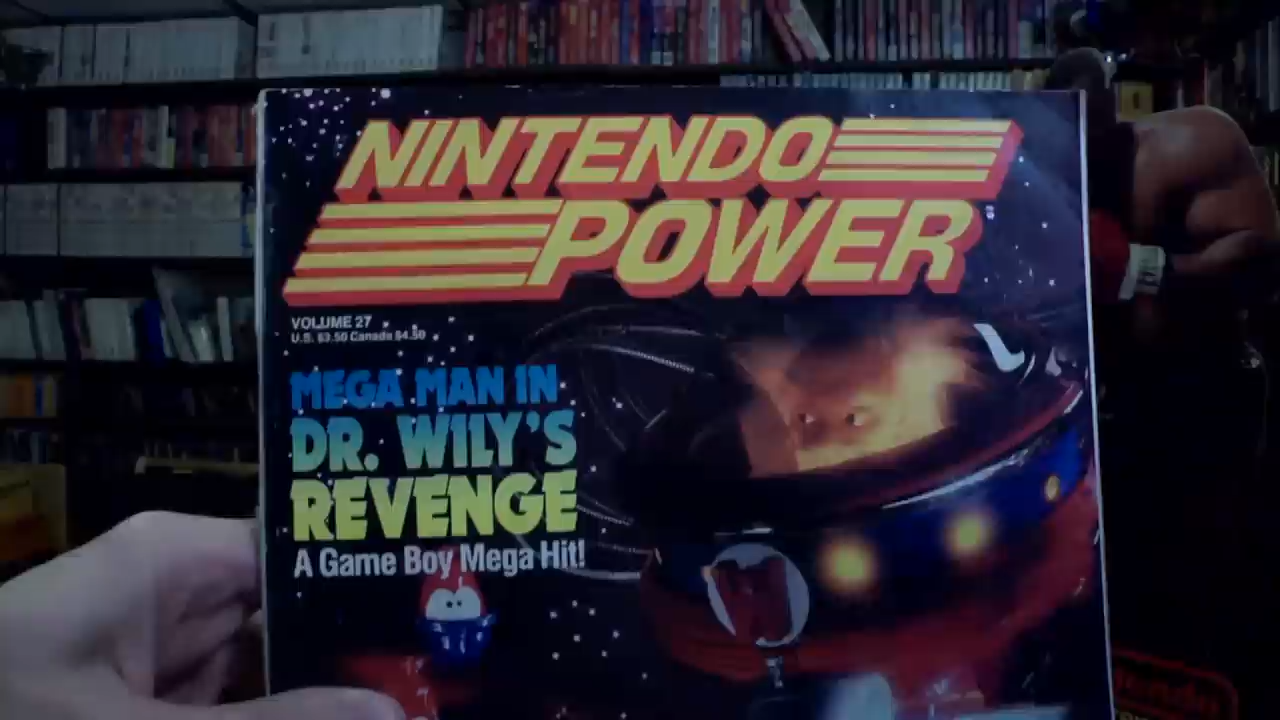 NINTENDO
POWER
VOLUME 27
U.S. $3.50 Canada $4.50
MEGA MAN IN
DR. WILY'S
REVENGE
A Game Boy Mega Hit!